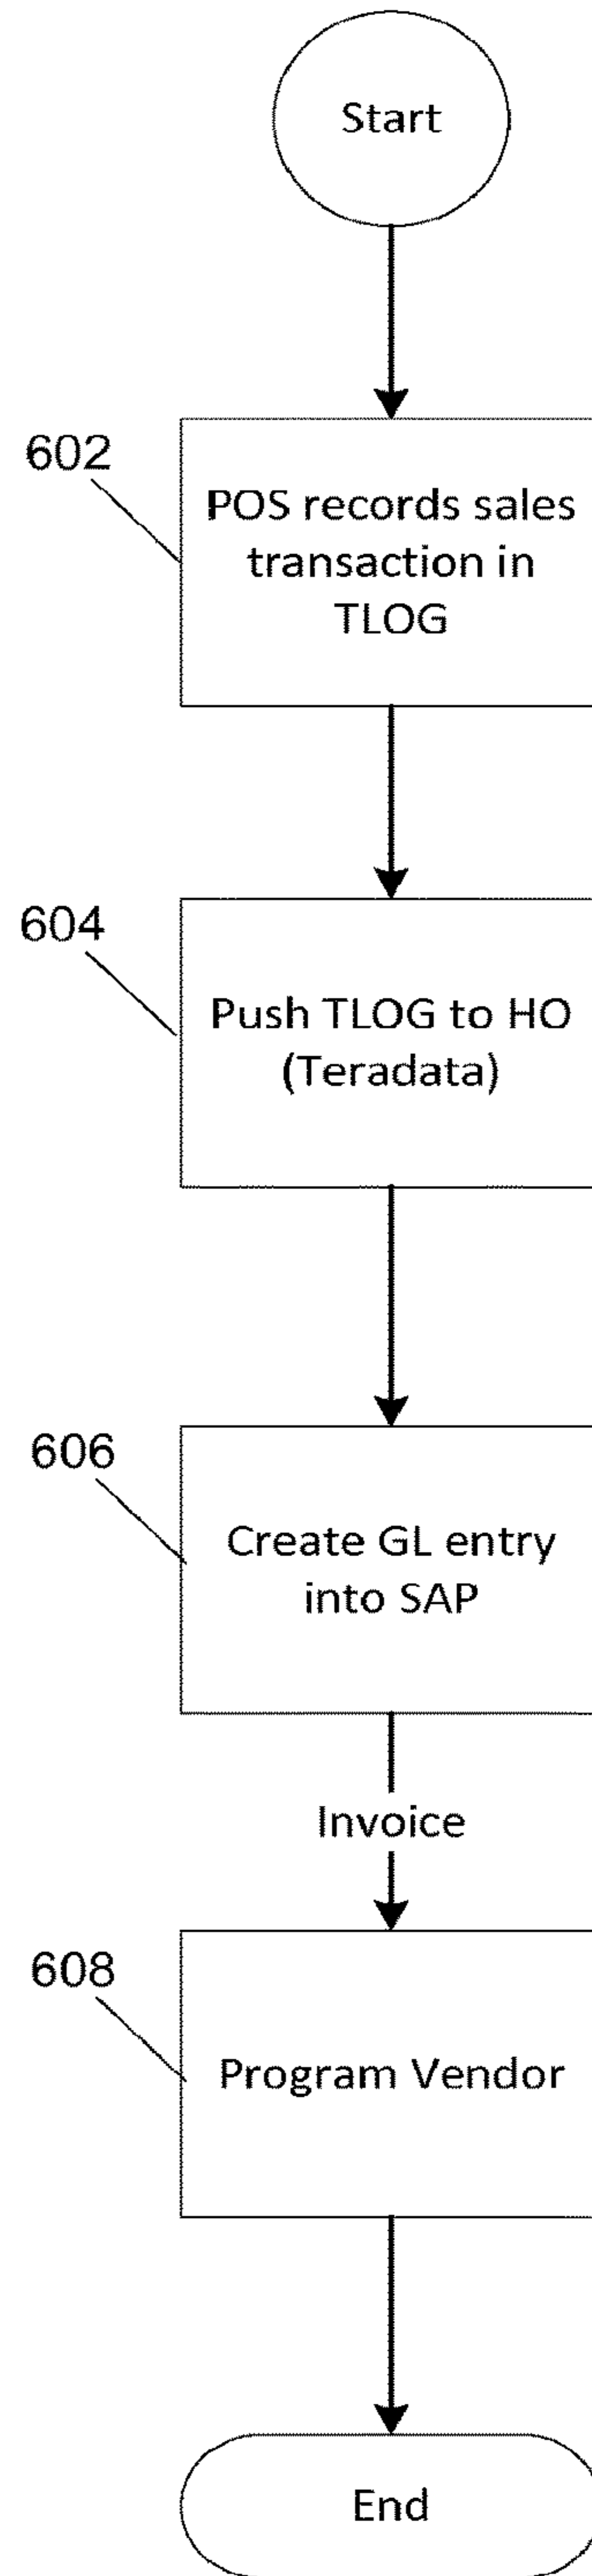 Start
602
POS records sales
transaction in
TLOG
604
Push TLOG to HO
(Teradata)
606
Create GL entry
into SAP
Invoice
608
Program Vendor
End